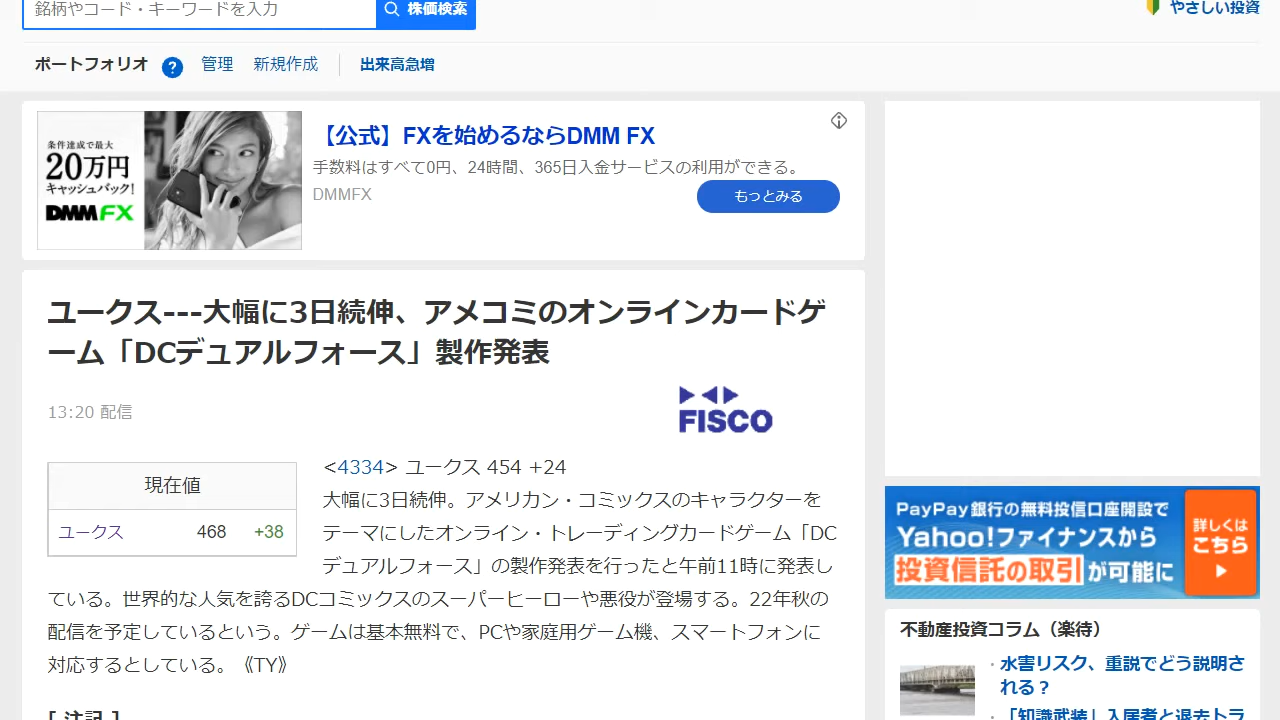 銘柄やコード・キーワードを入力
株価検索
やさしい投資
ポートフォリオ ? 管理 新規作成 出来高急増
条件達成で最大
20万円
キャッシュバック!
DMM FX
【公式】FXを始めるならDMM FX
手数料はすべて0円、24時間、365日入金サービスの利用ができる。
DMMFX
もっとみる
ユークス---大幅に3日続伸、アメコミのオンラインカードゲ
ーム「DCデュアルフォース」製作発表
13:20 配信
FISCO
現在値
ユークス 468 +38
<4334> ユークス 454 +24
大幅に3日続伸。アメリカン・コミックスのキャラクターを
テーマにしたオンライン・トレーディングカードゲーム「DC
デュアルフォース」の製作発表を行ったと午前11時に発表し
ている。世界的な人気を誇るDCコミックスのスーパーヒーローや悪役が登場する。22年秋の
配信を予定しているという。ゲームは基本無料で、PCや家庭用ゲーム機、スマートフォンに
対応するとしている。《TY》
[ 注記 ]
PayPay銀行の無料投信口座開設で
Yahoo!ファイナンスから
投資信託の取引が可能に
詳しくは
こちら
不動産投資コラム（楽待）
・水害リスク、重説でどう説明さ
れる？
・「知識武装」入居者と退去トラ